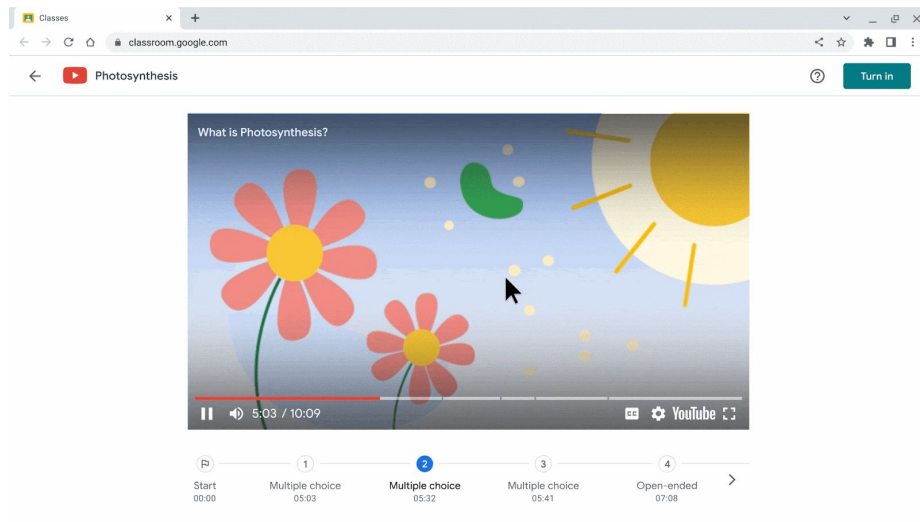 Classes
classroom.google.com
Photosynthesis
Turn in
What is Photosynthesis?
5:03 / 10:09
CC
YouTube
1
2
3
4
Start
Multiple choice
Multiple choice
Multiple choice
Open-ended
00:00
05:03
05:32
05:41
07:08